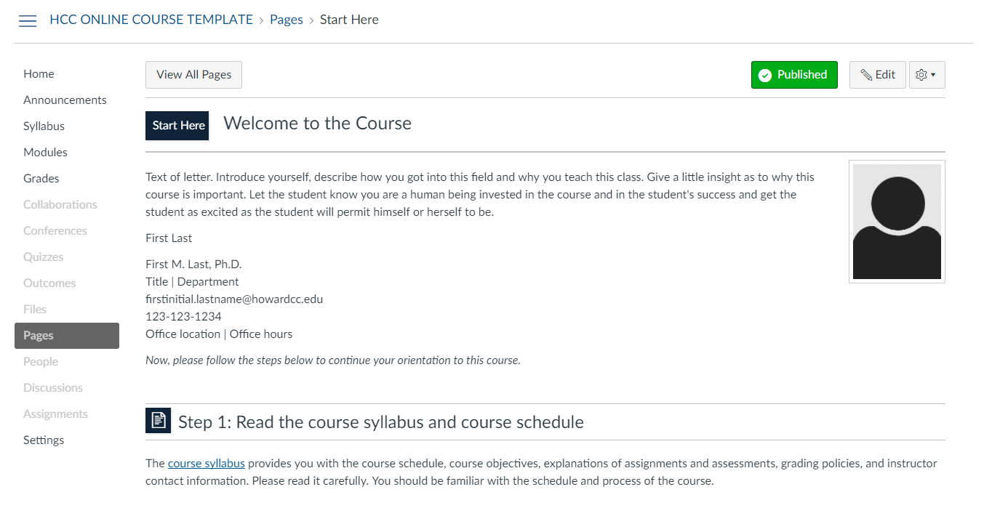 HCC ONLINE COURSE TEMPLATE > Pages > Start Here
Home
Announcements
Syllabus
Modules
Grades
Collaborations
Conferences
Quizzes
Outcomes
Files
Pages
People
Discussions
Assignments
Settings
View All Pages
Published
Edit
Start Here
Welcome to the Course
Text of letter. Introduce yourself, describe how you got into this field and why you teach this class. Give a little insight as to why this
course is important. Let the student know you are a human being invested in the course and in the student's success and get the
student as excited as the student will permit himself or herself to be.
First Last
First M. Last, Ph.D.
Title | Department
firstinitial.lastname@howardcc.edu
123-123-1234
Office location | Office hours
Now, please follow the steps below to continue your orientation to this course.
Step 1: Read the course syllabus and course schedule
The course syllabus provides you with the course schedule, course objectives, explanations of assignments and assessments, grading policies, and instructor
contact information. Please read it carefully. You should be familiar with the schedule and process of the course.